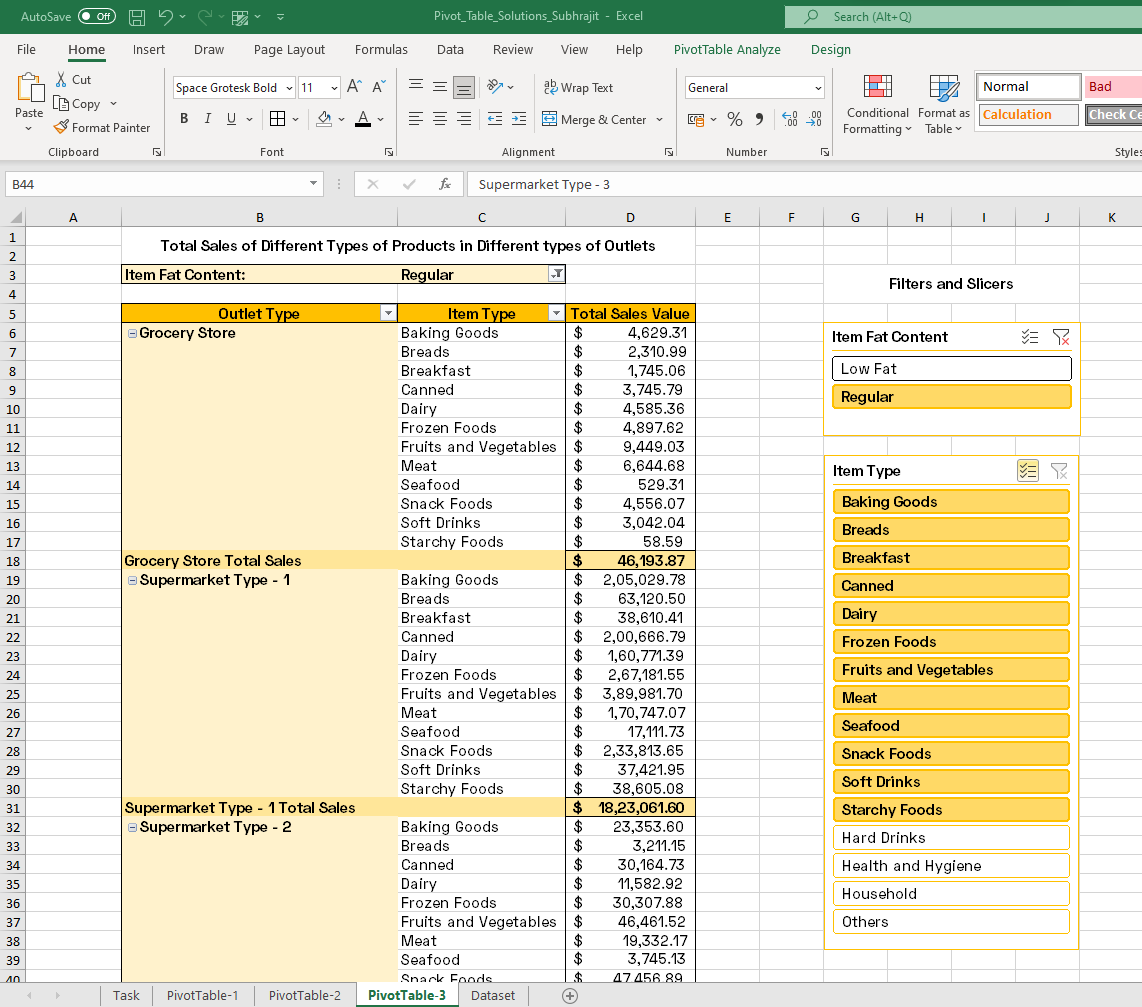 AutoSave Off Pivot_Table_Solutions_Subhrajit - Excel Search (Alt+Q)
File Home Insert Draw Page Layout Formulas Data Review View Help PivotTable Analyze Design
Paste
Cut
Copy
Format Painter
Clipboard
Space Grotesk Bold 11
B I U
Font
Wrap Text
Merge & Center
Alignment
General
Number
Conditional Formatting
Format as Table
Normal Bad
Calculation Check Ce
Styles
B44 fx Supermarket Type - 3
A B C D E F G H I J K
1 Total Sales of Different Types of Products in Different types of Outlets
2
3 Item Fat Content: Regular
4
5 Outlet Type Item Type Total Sales Value
6 Grocery Store Baking Goods $ 4,629.31
7 Breads $ 2,310.99
8 Breakfast $ 1,745.06
9 Canned $ 3,745.79
10 Dairy $ 4,585.36
11 Frozen Foods $ 4,897.62
12 Fruits and Vegetables $ 9,449.03
13 Meat $ 6,644.68
14 Seafood $ 529.31
15 Snack Foods $ 4,556.07
16 Soft Drinks $ 3,042.04
17 Starchy Foods $ 58.59
18 Grocery Store Total Sales $ 46,193.87
19 Supermarket Type - 1 Baking Goods $ 2,05,029.78
20 Breads $ 63,120.50
21 Breakfast $ 38,610.41
22 Canned $ 2,00,666.79
23 Dairy $ 1,60,771.39
24 Frozen Foods $ 2,67,181.55
25 Fruits and Vegetables $ 3,89,981.70
26 Meat $ 1,70,747.07
27 Seafood $ 17,111.73
28 Snack Foods $ 2,33,813.65
29 Soft Drinks $ 37,421.95
30 Starchy Foods $ 38,605.08
31 Supermarket Type - 1 Total Sales $ 18,23,061.60
32 Supermarket Type - 2 Baking Goods $ 23,353.60
33 Breads $ 3,211.15
34 Canned $ 30,164.73
35 Dairy $ 11,582.92
36 Frozen Foods $ 30,307.88
37 Fruits and Vegetables $ 46,461.52
38 Meat $ 19,332.17
39 Seafood $ 3,745.13
40 Snack Foods $ 47,456.89
Filters and Slicers
Item Fat Content
Low Fat
Regular
Item Type
Baking Goods
Breads
Breakfast
Canned
Dairy
Frozen Foods
Fruits and Vegetables
Meat
Seafood
Snack Foods
Soft Drinks
Starchy Foods
Hard Drinks
Health and Hygiene
Household
Others
Task PivotTable-1 PivotTable-2 PivotTable-3 Dataset